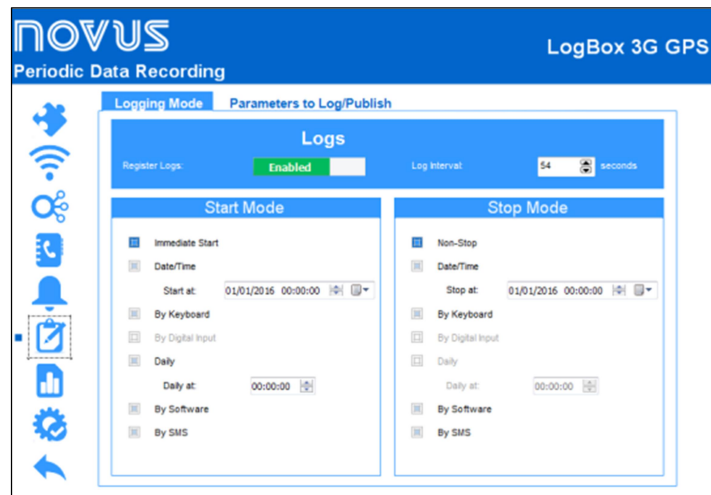 novus
LogBox 3G GPS
Periodic Data Recording
Logging Mode Parameters to Log/Publish
Logs
Register Logs: Enabled Log Interval: 54 seconds
Start Mode
Immediate Start
Date/Time
Start at: 01/01/2016 00:00:00
By Keyboard
By Digital Input
Daily
Daily at: 00:00:00
By Software
By SMS
Stop Mode
Non-Stop
Date/Time
Stop at: 01/01/2016 00:00:00
By Keyboard
By Digital Input
Daily
Daily at: 00:00:00
By Software
By SMS